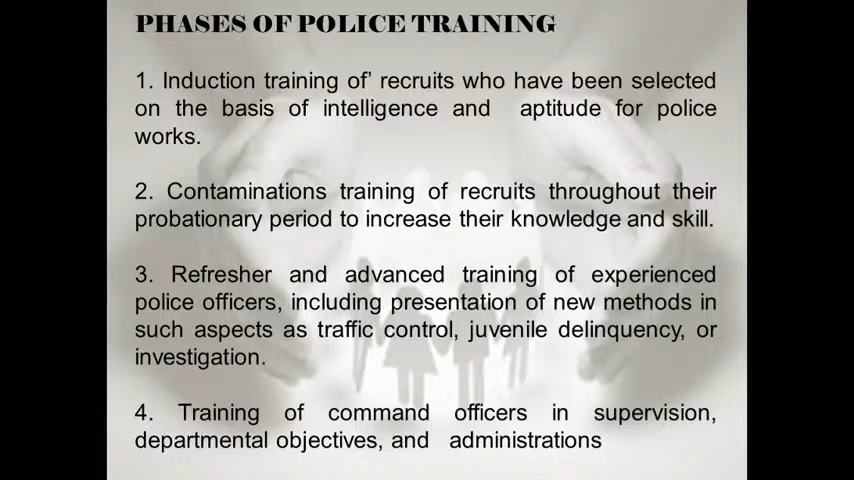 PHASES OF POLICE TRAINING
1. Induction training of’ recruits who have been selected
on the basis of intelligence and aptitude for police
works.
2. Contaminations training of recruits throughout their
probationary period to increase their knowledge and skill.
3. Refresher and advanced training of experienced
police officers, including presentation of new methods in
such aspects as traffic control, juvenile delinquency, or
investigation.
4. Training of command officers in supervision,
departmental objectives, and administrations